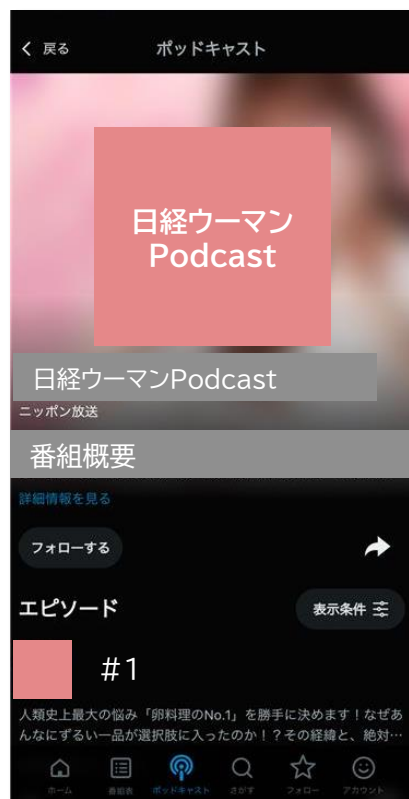 戻る
ポッドキャスト
日経ウーマン
Podcast
日経ウーマンPodcast
ニッポン放送
番組概要
詳細情報を見る
フォローする
エピソード
表示条件
#1
人類史上最大の悩み「卵料理のNo.1」を勝手に決めます！なぜあ
んなにずるい一品が選択肢に入ったのか！？その経緯と、絶対…
ホーム 番組表 ポッドキャスト さがす フォロー アカウント